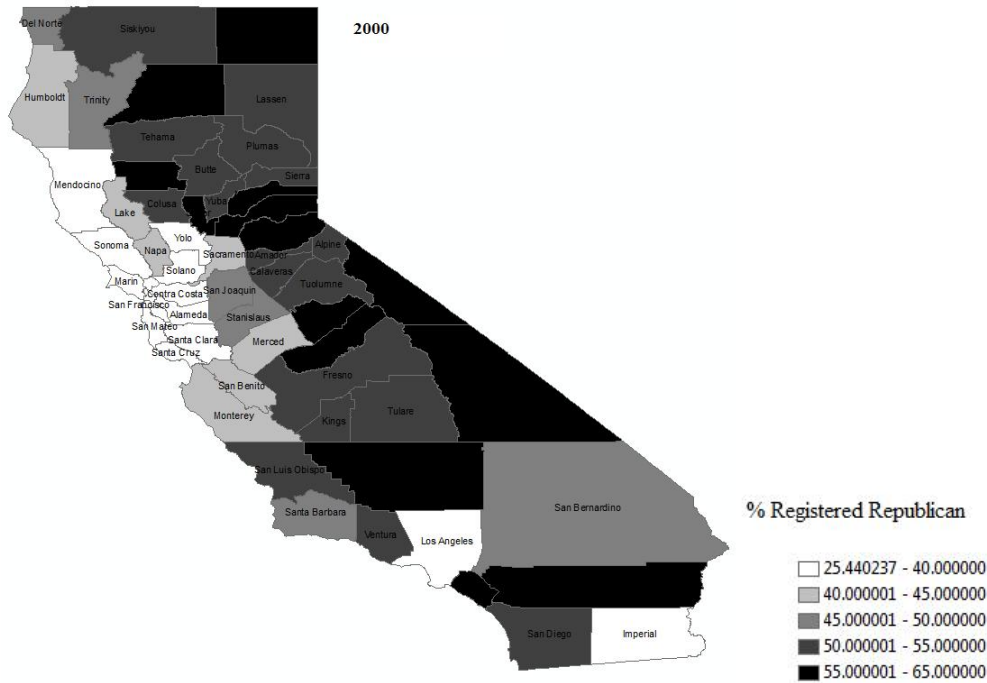 2000
Del Norte
Siskiyou
Humboldt
Trinity
Lassen
Tehama
Plumas
Butte
Sierra
Mendocino
Colusa
Yuba
Lake
Yolo
Sonoma
Napa
Sacramento
Amador
Alpine
Solano
Calaveras
Marin
Tuolumne
Contra Costa
San Joaquin
San Francisco
Alameda
Stanislaus
San Mateo
Santa Clara
Merced
Santa Cruz
Fresno
San Benito
Monterey
Kings
Tulare
San Luis Obispo
Santa Barbara
San Bernardino
Ventura
Los Angeles
San Diego
Imperial
% Registered Republican
25.440237 - 40.000000
40.000001 - 45.000000
45.000001 - 50.000000
50.000001 - 55.000000
55.000001 - 65.000000